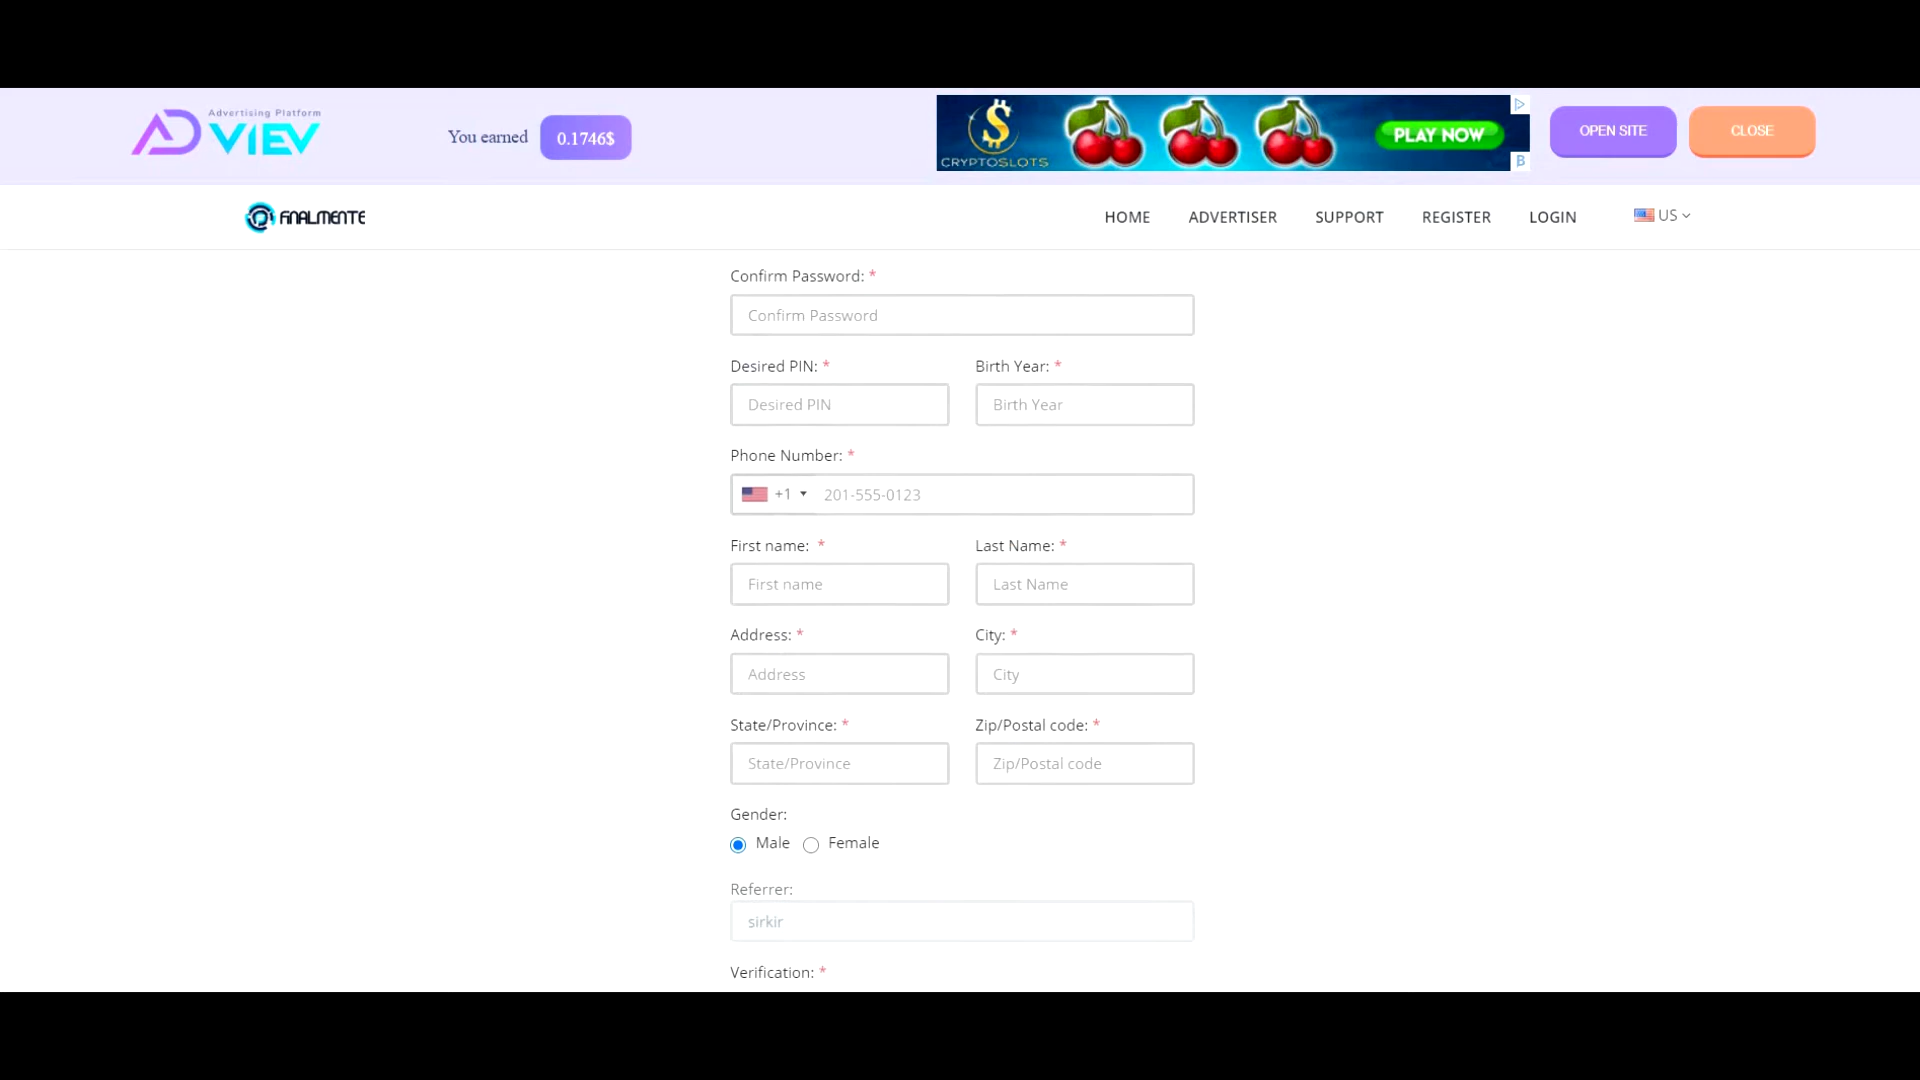 Advertising Platform
AD VIEV
You earned 0.1746$
CRYPTOSLOTS
PLAY NOW
OPEN SITE
CLOSE
FINALMENTE
HOME ADVERTISER SUPPORT REGISTER LOGIN US
Confirm Password: *
Confirm Password
Desired PIN: * Birth Year: *
Desired PIN Birth Year
Phone Number: *
+1 201-555-0123
First name: * Last Name: *
First name Last Name
Address: * City: *
Address City
State/Province: * Zip/Postal code: *
State/Province Zip/Postal code
Gender:
Male Female
Referrer:
sirkir
Verification: *